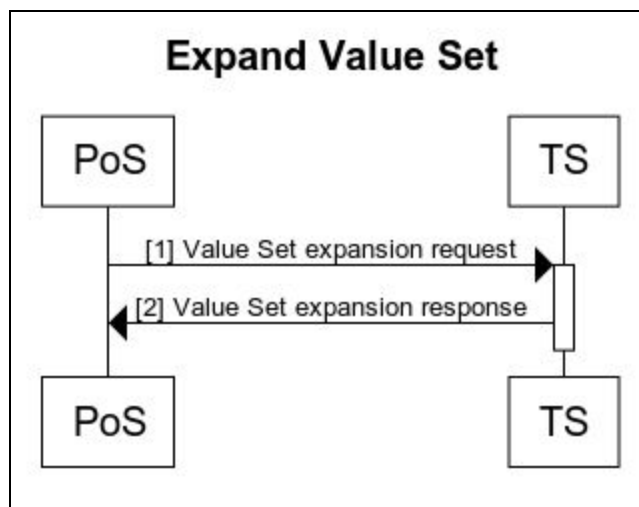 Expand Value Set
PoS
TS
[1] Value Set expansion request
[2] Value Set expansion response
PoS
TS